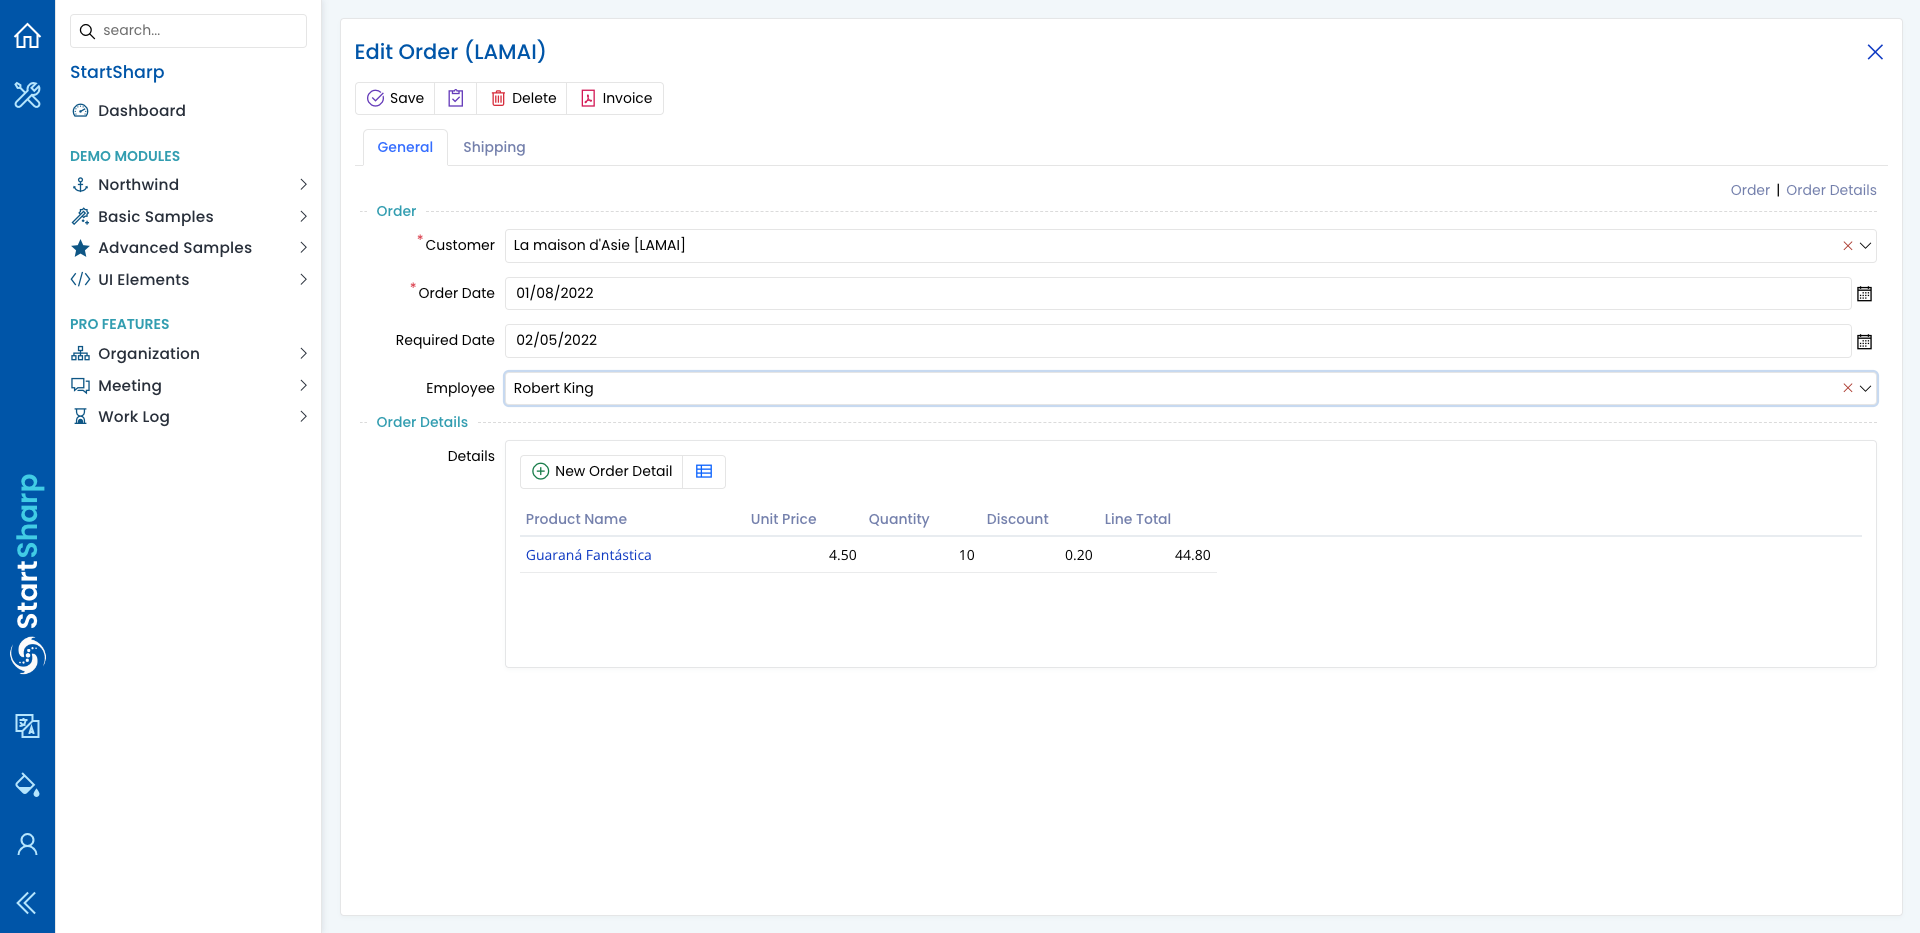 search...
StartSharp
Dashboard
DEMO MODULES
Northwind
Basic Samples
Advanced Samples
UI Elements
PRO FEATURES
Organization
Meeting
Work Log
StartSharp
Edit Order (LAMAI)
Save Delete Invoice
General Shipping
Order | Order Details
Order
* Customer La maison d'Asie [LAMAI]
* Order Date 01/08/2022
Required Date 02/05/2022
Employee Robert King
Order Details
Details
New Order Detail
Product Name Unit Price Quantity Discount Line Total
Guaraná Fantástica 4.50 10 0.20 44.80